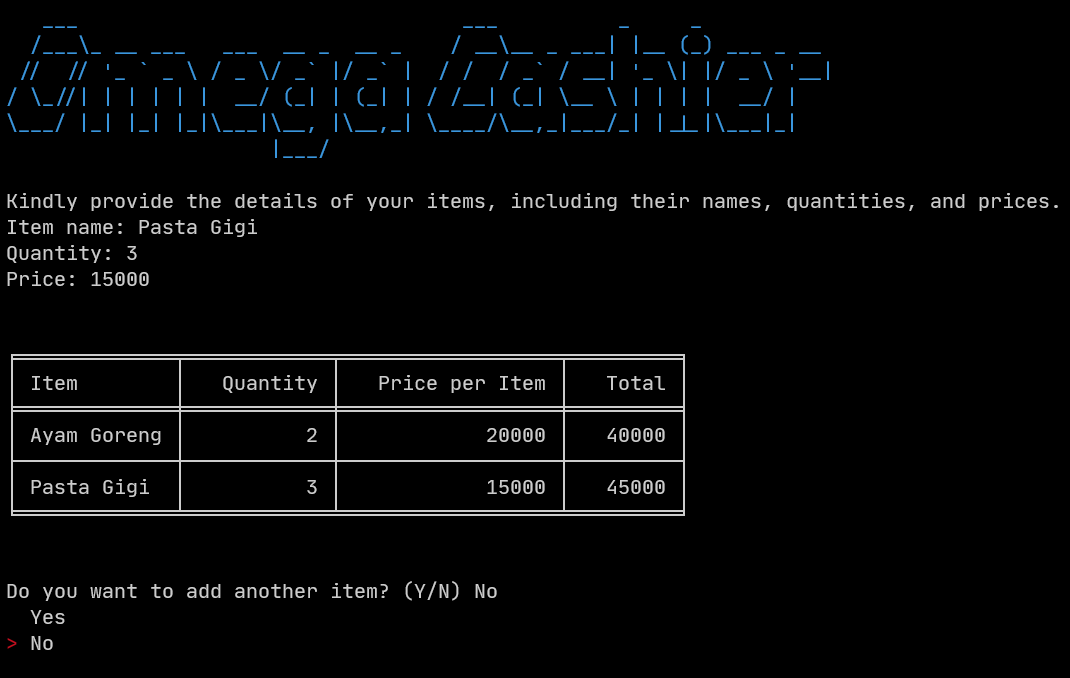 Omega Cashier
Kindly provide the details of your items, including their names, quantities, and prices.
Item name: Pasta Gigi
Quantity: 3
Price: 15000
Item Quantity Price per Item Total
Ayam Goreng 2 20000 40000
Pasta Gigi 3 15000 45000
Do you want to add another item? (Y/N) No
Yes
> No